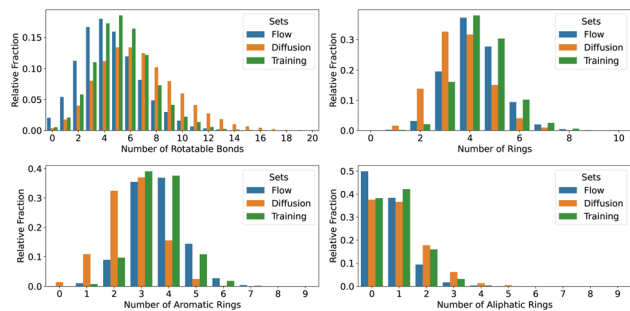 Relative Fraction
0.15
0.10
0.05
0.00
Sets
Flow
Diffusion
Training
0 2 4 6 8 10 12 14 16 18 20
Number of Rotatable Bonds
Relative Fraction
0.3
0.2
0.1
0.0
Sets
Flow
Diffusion
Training
0 2 4 6 8 10
Number of Rings
Relative Fraction
0.4
0.3
0.2
0.1
0.0
Sets
Flow
Diffusion
Training
0 1 2 3 4 5 6 7 8 9
Number of Aromatic Rings
Relative Fraction
0.5
0.4
0.3
0.2
0.1
0.0
Sets
Flow
Diffusion
Training
0 1 2 3 4 5 6 7 8 9
Number of Aliphatic Rings